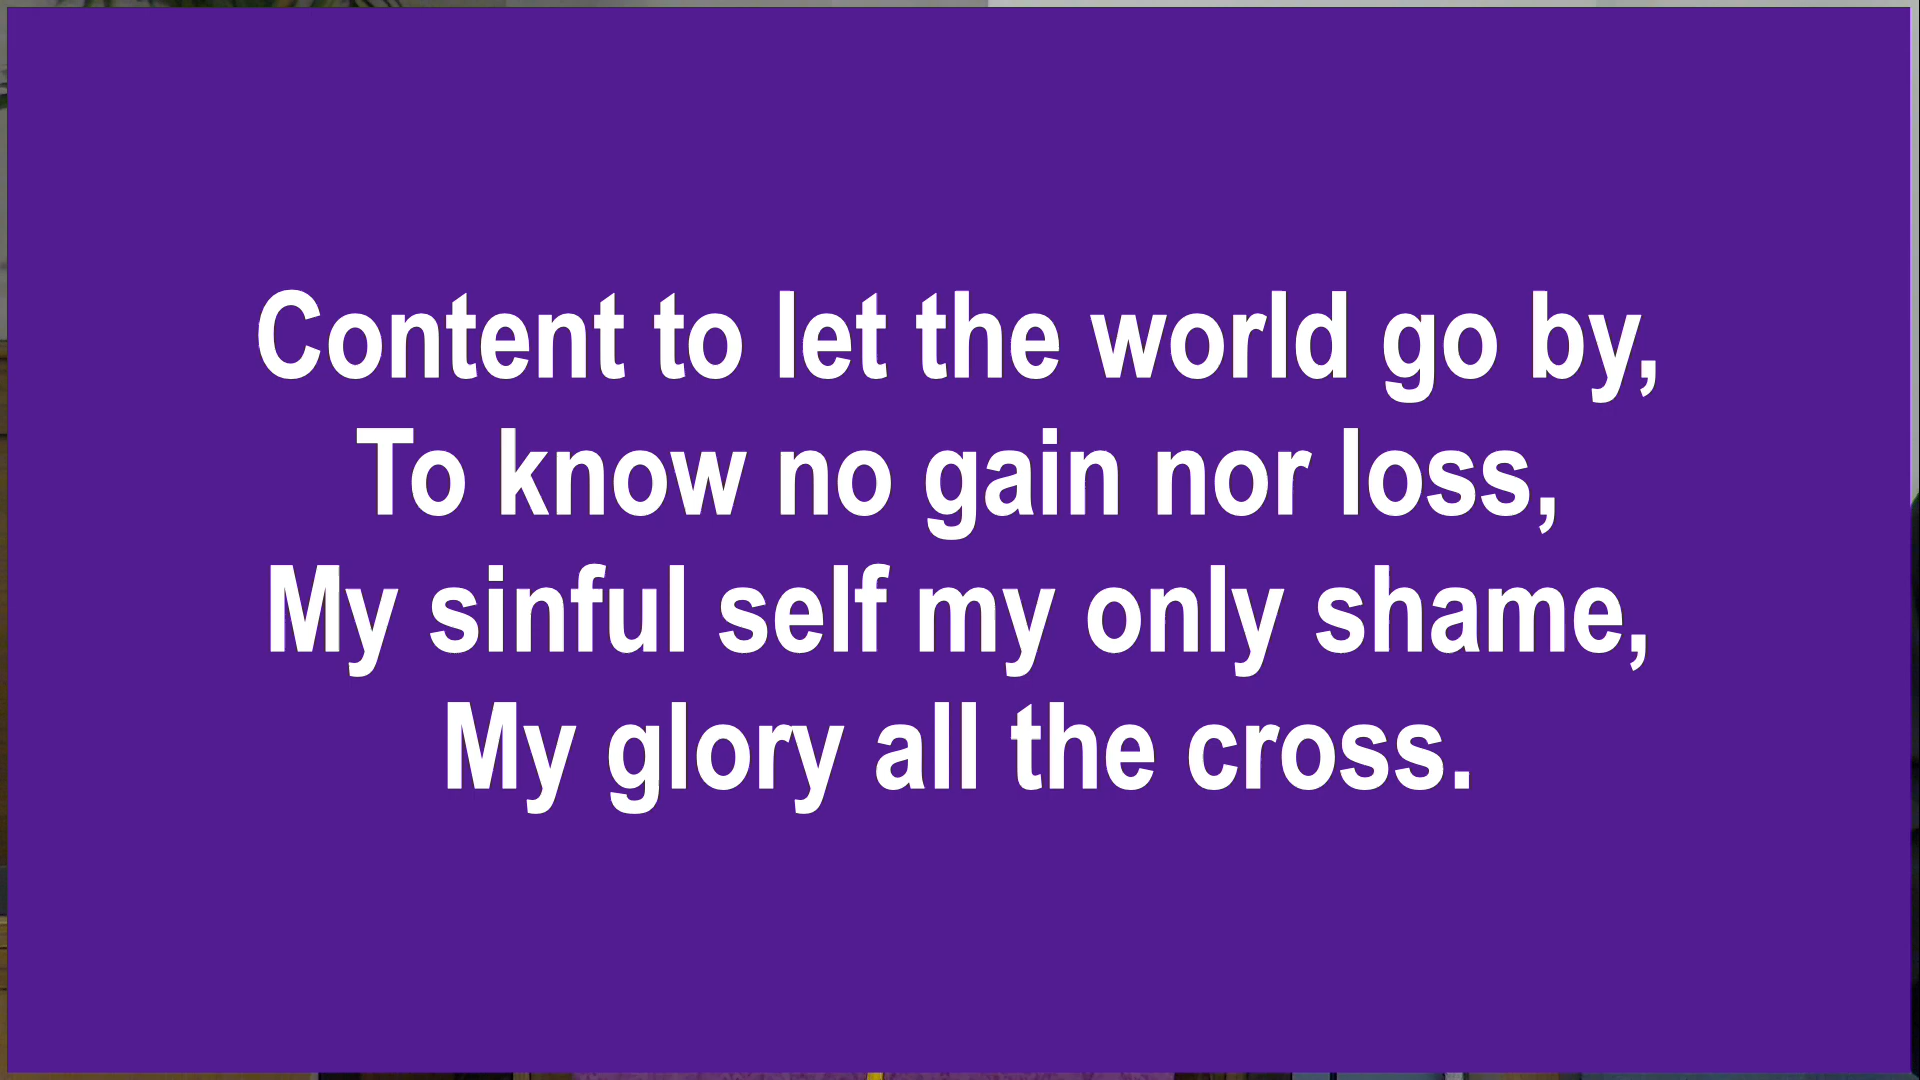 Content to let the world go by,
To know no gain nor loss,
My sinful self my only shame,
My glory all the cross.